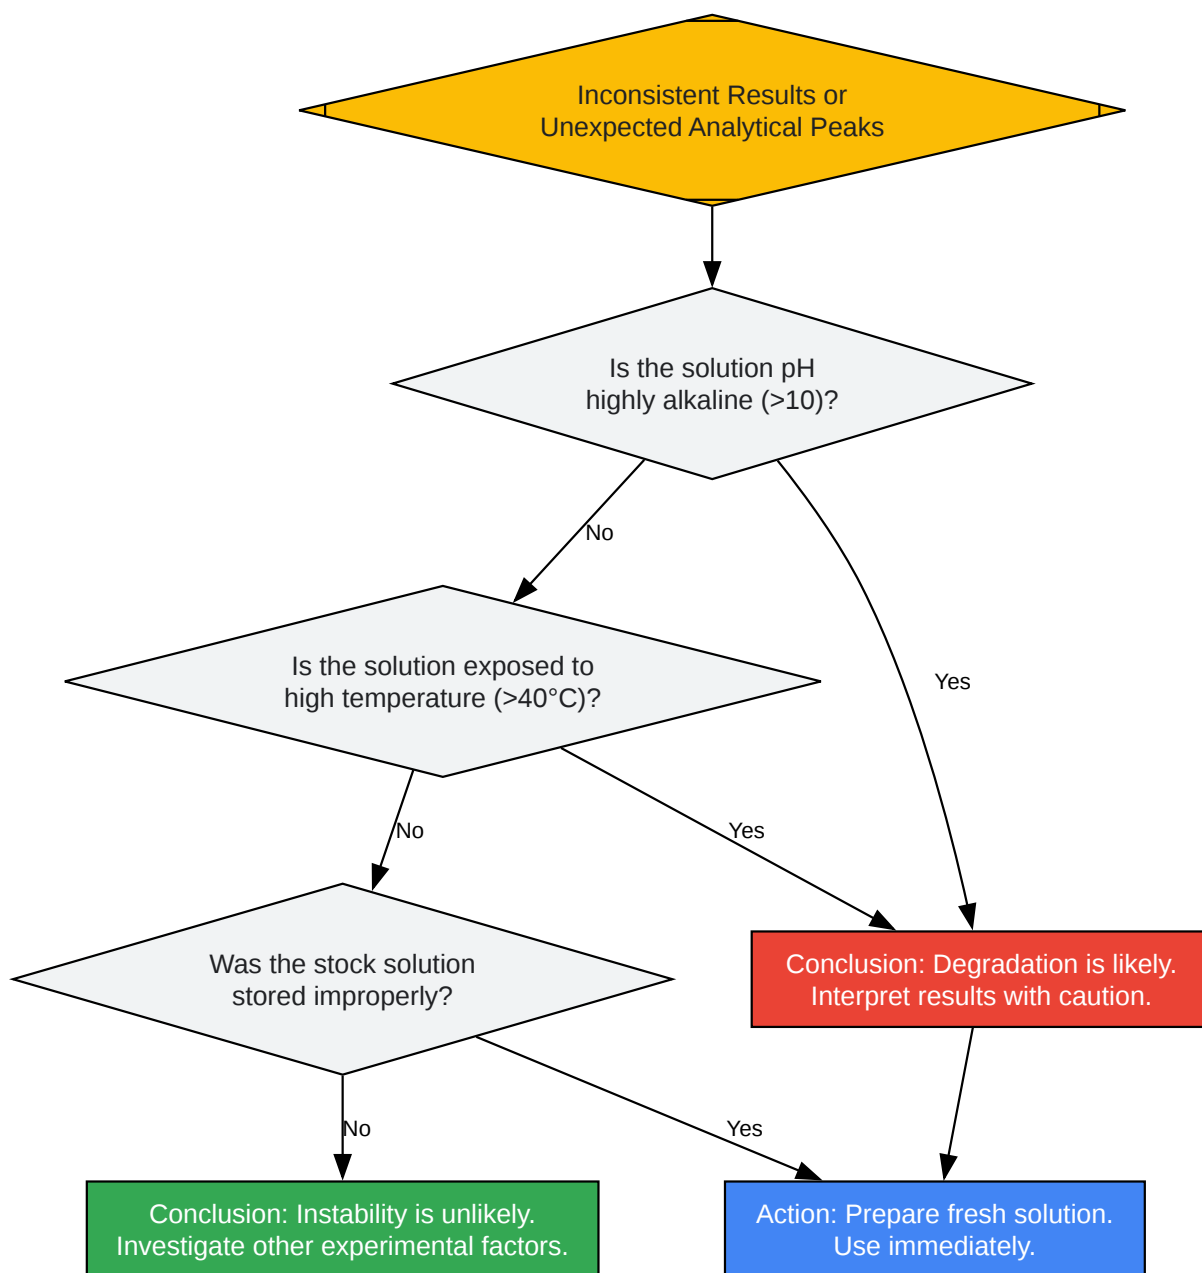 Inconsistent Results or
Unexpected Analytical Peaks
Is the solution pH
highly alkaline (>10)?
No
Yes
Is the solution exposed to
high temperature (>40°C)?
No
Yes
Was the stock solution
stored improperly?
Conclusion: Degradation is likely.
Interpret results with caution.
No
Yes
Conclusion: Instability is unlikely.
Investigate other experimental factors.
Action: Prepare fresh solution.
Use immediately.